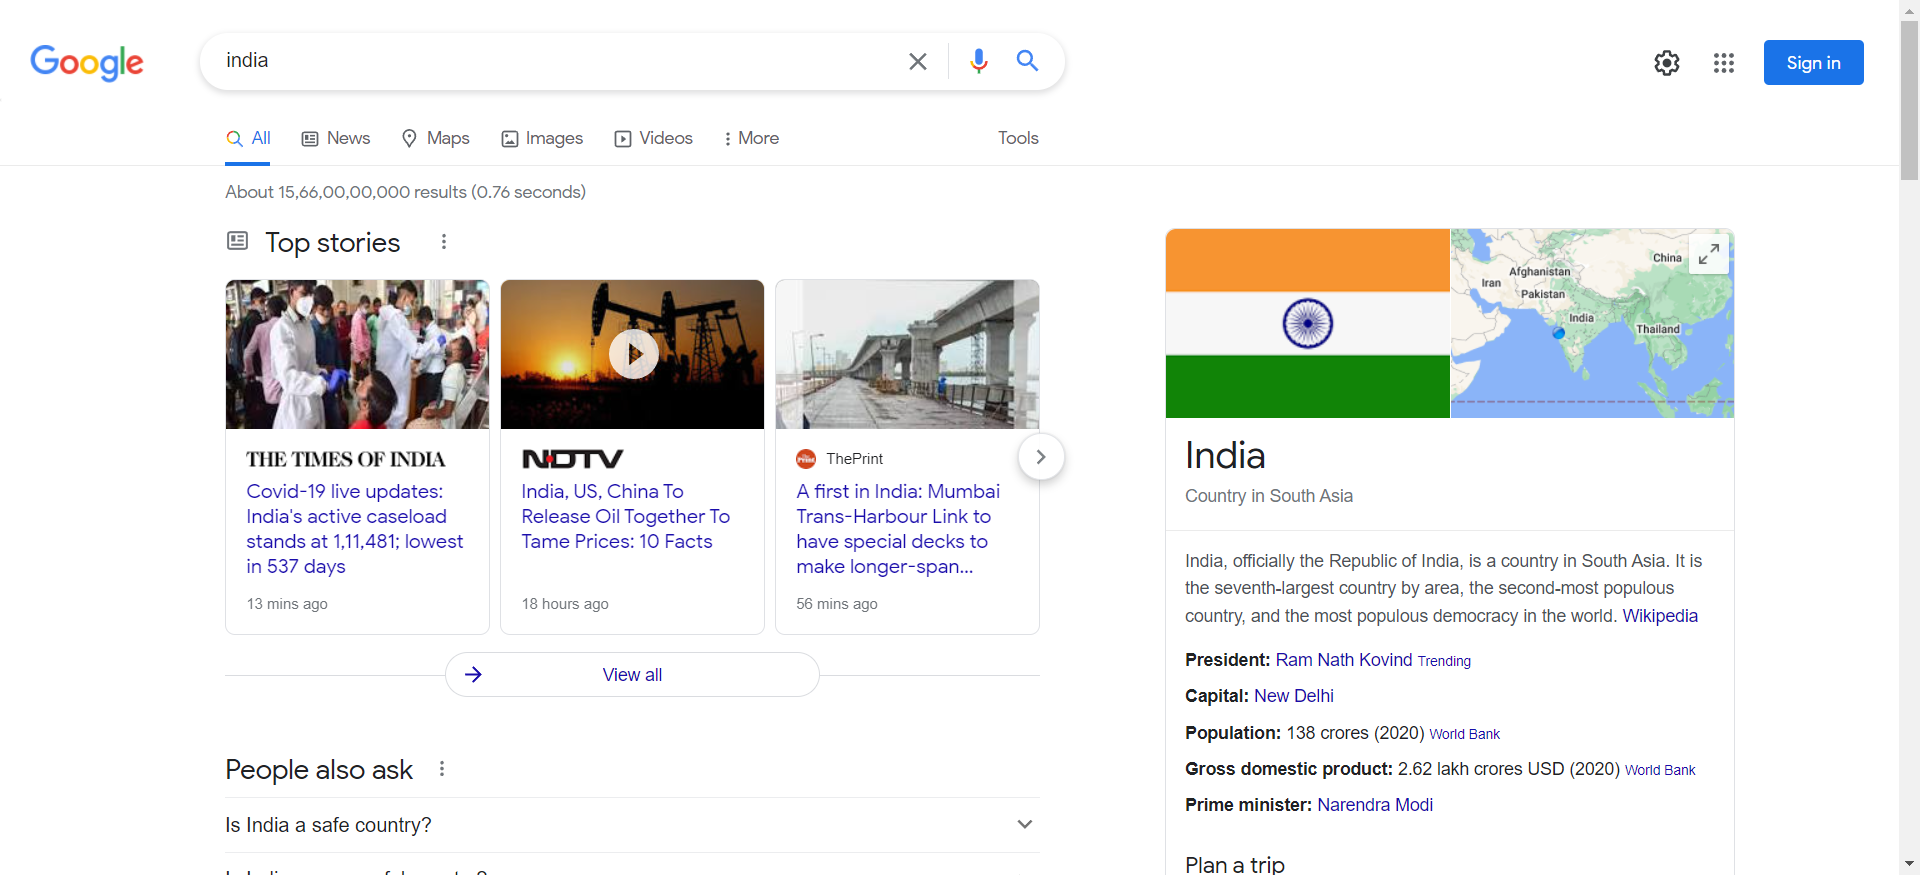 Google
india
Sign in
All
News
Maps
Images
Videos
More
Tools
About 15,66,00,00,000 results (0.76 seconds)
Top stories
THE TIMES OF INDIA
Covid-19 live updates:
India's active caseload
stands at 1,11,481; lowest
in 537 days
13 mins ago
NDTV
India, US, China To
Release Oil Together To
Tame Prices: 10 Facts
18 hours ago
ThePrint
A first in India: Mumbai
Trans-Harbour Link to
have special decks to
make longer-span...
56 mins ago
View all
People also ask
Is India a safe country?
China
Afghanistan
Iran
Pakistan
India
Thailand
India
Country in South Asia
India, officially the Republic of India, is a country in South Asia. It is
the seventh-largest country by area, the second-most populous
country, and the most populous democracy in the world. Wikipedia
President: Ram Nath Kovind Trending
Capital: New Delhi
Population: 138 crores (2020) World Bank
Gross domestic product: 2.62 lakh crores USD (2020) World Bank
Prime minister: Narendra Modi
Plan a trip